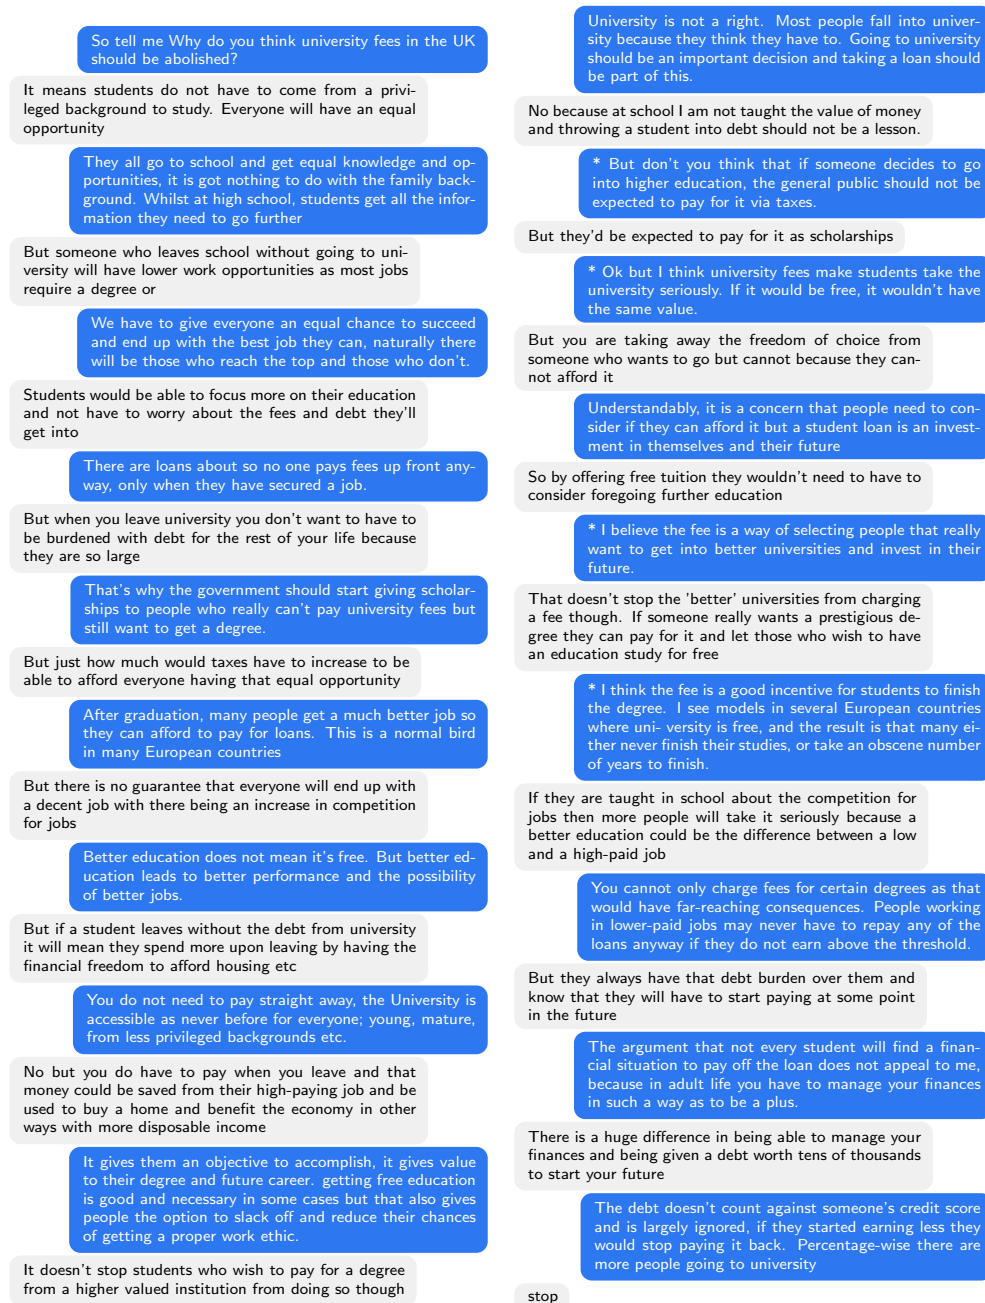 So tell me Why do you think university fees in the UK
should be abolished?
It means students do not have to come from a privi-
leged background to study. Everyone will have an equal
opportunity
They all go to school and get equal knowledge and op-
portunities, it is got nothing to do with the family back-
ground. Whilst at high school, students get all the infor-
mation they need to go further
But someone who leaves school without going to uni-
versity will have lower work opportunities as most jobs
require a degree or
We have to give everyone an equal chance to succeed
and end up with the best job they can, naturally there
will be those who reach the top and those who don't.
Students would be able to focus more on their education
and not have to worry about the fees and debt they'll
get into
There are loans about so no one pays fees up front any-
way, only when they have secured a job.
But when you leave university you don't want to have to
be burdened with debt for the rest of your life because
they are so large
That's why the government should start giving scholar-
ships to people who really can't pay university fees but
still want to get a degree.
But just how much would taxes have to increase to be
able to afford everyone having that equal opportunity
After graduation, many people get a much better job so
they can afford to pay for loans. This is a normal bird
in many European countries
But there is no guarantee that everyone will end up with
a decent job with there being an increase in competition
for jobs
Better education does not mean it's free. But better ed-
ucation leads to better performance and the possibility
of better jobs.
But if a student leaves without the debt from university
it will mean they spend more upon leaving by having the
financial freedom to afford housing etc
You do not need to pay straight away, the University is
accessible as never before for everyone; young, mature,
from less privileged backgrounds etc.
No but you do have to pay when you leave and that
money could be saved from their high-paying job and be
used to buy a home and benefit the economy in other
ways with more disposable income
It gives them an objective to accomplish, it gives value
to their degree and future career. getting free education
is good and necessary in some cases but that also gives
people the option to slack off and reduce their chances
of getting a proper work ethic.
It doesn't stop students who wish to pay for a degree
from a higher valued institution from doing so though
University is not a right. Most people fall into univer-
sity because they think they have to. Going to university
should be an important decision and taking a loan should
be part of this.
No because at school I am not taught the value of money
and throwing a student into debt should not be a lesson.
* But don't you think that if someone decides to go
into higher education, the general public should not be
expected to pay for it via taxes.
But they'd be expected to pay for it as scholarships
* Ok but I think university fees make students take the
university seriously. If it would be free, it wouldn't have
the same value.
But you are taking away the freedom of choice from
someone who wants to go but cannot because they can-
not afford it
Understandably, it is a concern that people need to con-
sider if they can afford it but a student loan is an invest-
ment in themselves and their future
So by offering free tuition they wouldn't need to have to
consider foregoing further education
* I believe the fee is a way of selecting people that really
want to get into better universities and invest in their
future.
That doesn't stop the 'better' universities from charging
a fee though. If someone really wants a prestigious de-
gree they can pay for it and let those who wish to have
an education study for free
* I think the fee is a good incentive for students to finish
the degree. I see models in several European countries
where uni- versity is free, and the result is that many ei-
ther never finish their studies, or take an obscene number
of years to finish.
If they are taught in school about the competition for
jobs then more people will take it seriously because a
better education could be the difference between a low
and a high-paid job
You cannot only charge fees for certain degrees as that
would have far-reaching consequences. People working
in lower-paid jobs may never have to repay any of the
loans anyway if they do not earn above the threshold.
But they always have that debt burden over them and
know that they will have to start paying at some point
in the future
The argument that not every student will find a finan-
cial situation to pay off the loan does not appeal to me,
because in adult life you have to manage your finances
in such a way as to be a plus.
There is a huge difference in being able to manage your
finances and being given a debt worth tens of thousands
to start your future
The debt doesn't count against someone's credit score
and is largely ignored, if they started earning less they
would stop paying it back. Percentage-wise there are
more people going to university
stop